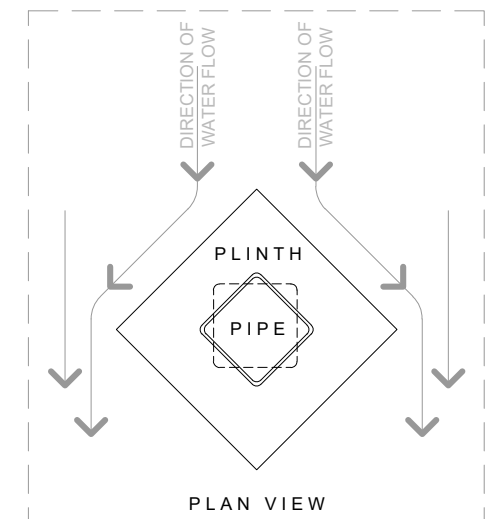 DIRECTION OF
WATER FLOW
DIRECTION OF
WATER FLOW
PLINTH
PIPE
PLAN VIEW